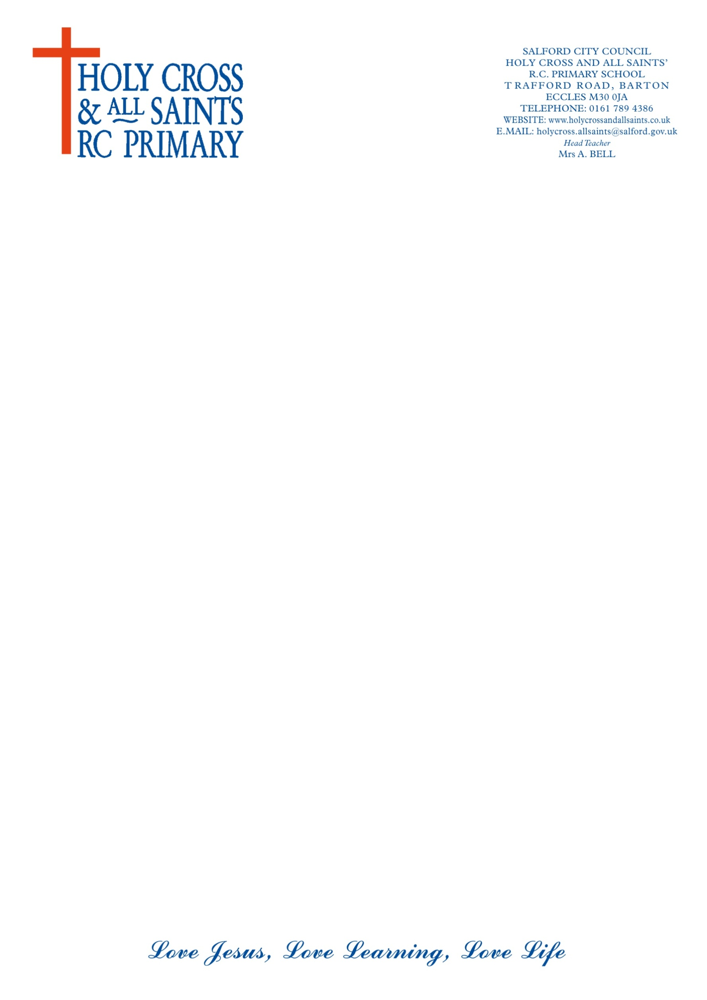 HOLY CROSS
& ALL SAINTS
RC PRIMARY
SALFORD CITY COUNCIL
HOLY CROSS AND ALL SAINTS’
R.C. PRIMARY SCHOOL
TRAFFORD ROAD, BARTON
ECCLES M30 0JA
TELEPHONE: 0161 789 4386
WEBSITE: www.holycrossandallsaints.co.uk
E.MAIL: holycross.allsaints@salford.gov.uk
Head Teacher
Mrs A. BELL
Love Jesus, Love Learning, Love Life